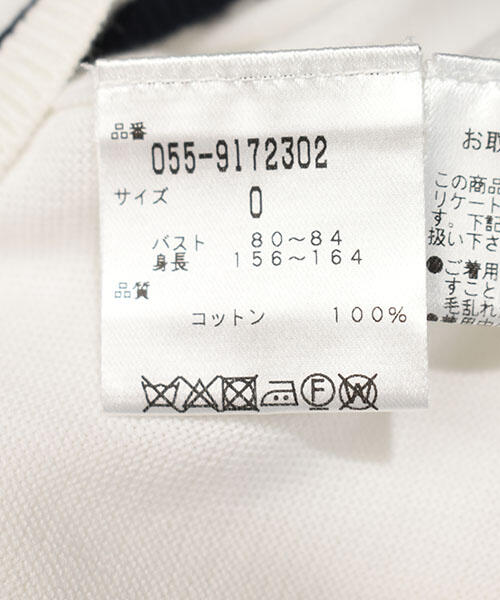 品番
055-9172302
サイズ
0
バスト 80〜84
身長 156〜164
品質
コットン 100%
F
W
お取
この商品
リケート
す。下記
扱い下さ
●ご着用
すこと
毛乱れ